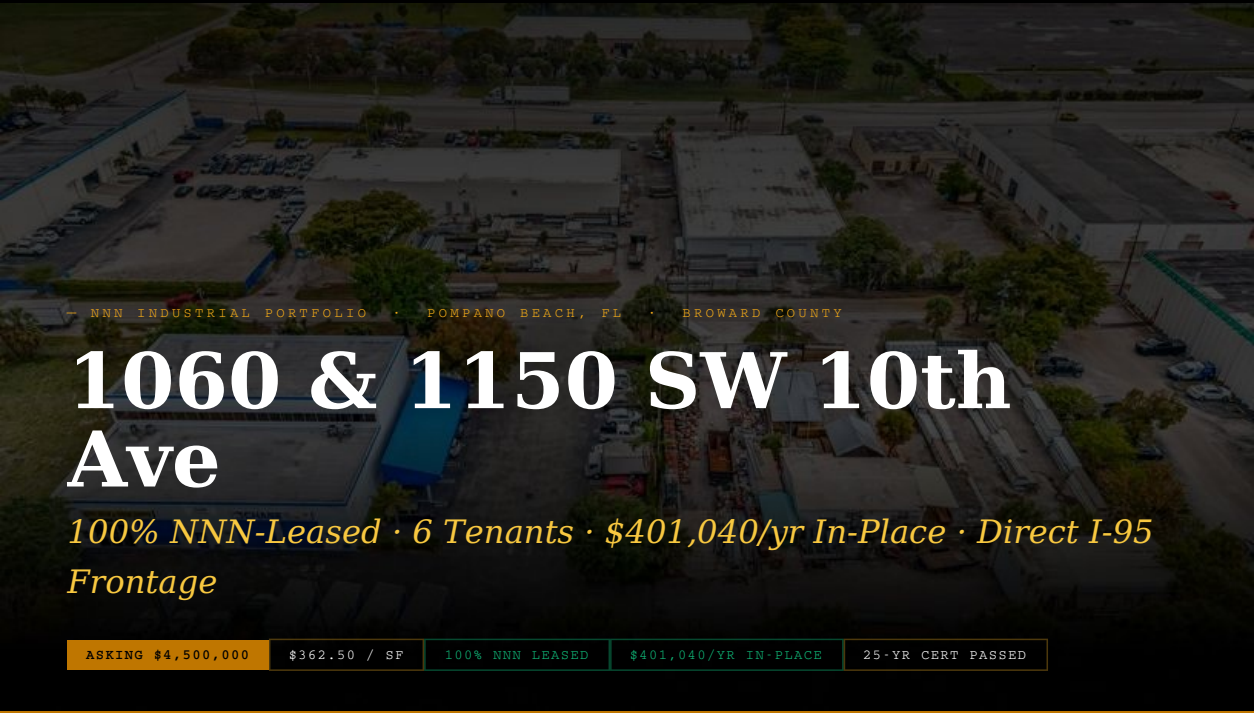 — NNN INDUSTRIAL PORTFOLIO · POMPANO BEACH, FL · BROWARD COUNTY
1060 & 1150 SW 10th
Ave
100% NNN-Leased · 6 Tenants · $401,040/yr In-Place · Direct I-95
Frontage
ASKING $4,500,000
$362.50 / SF
100% NNN LEASED
$401,040/YR IN-PLACE
25-YR CERT PASSED